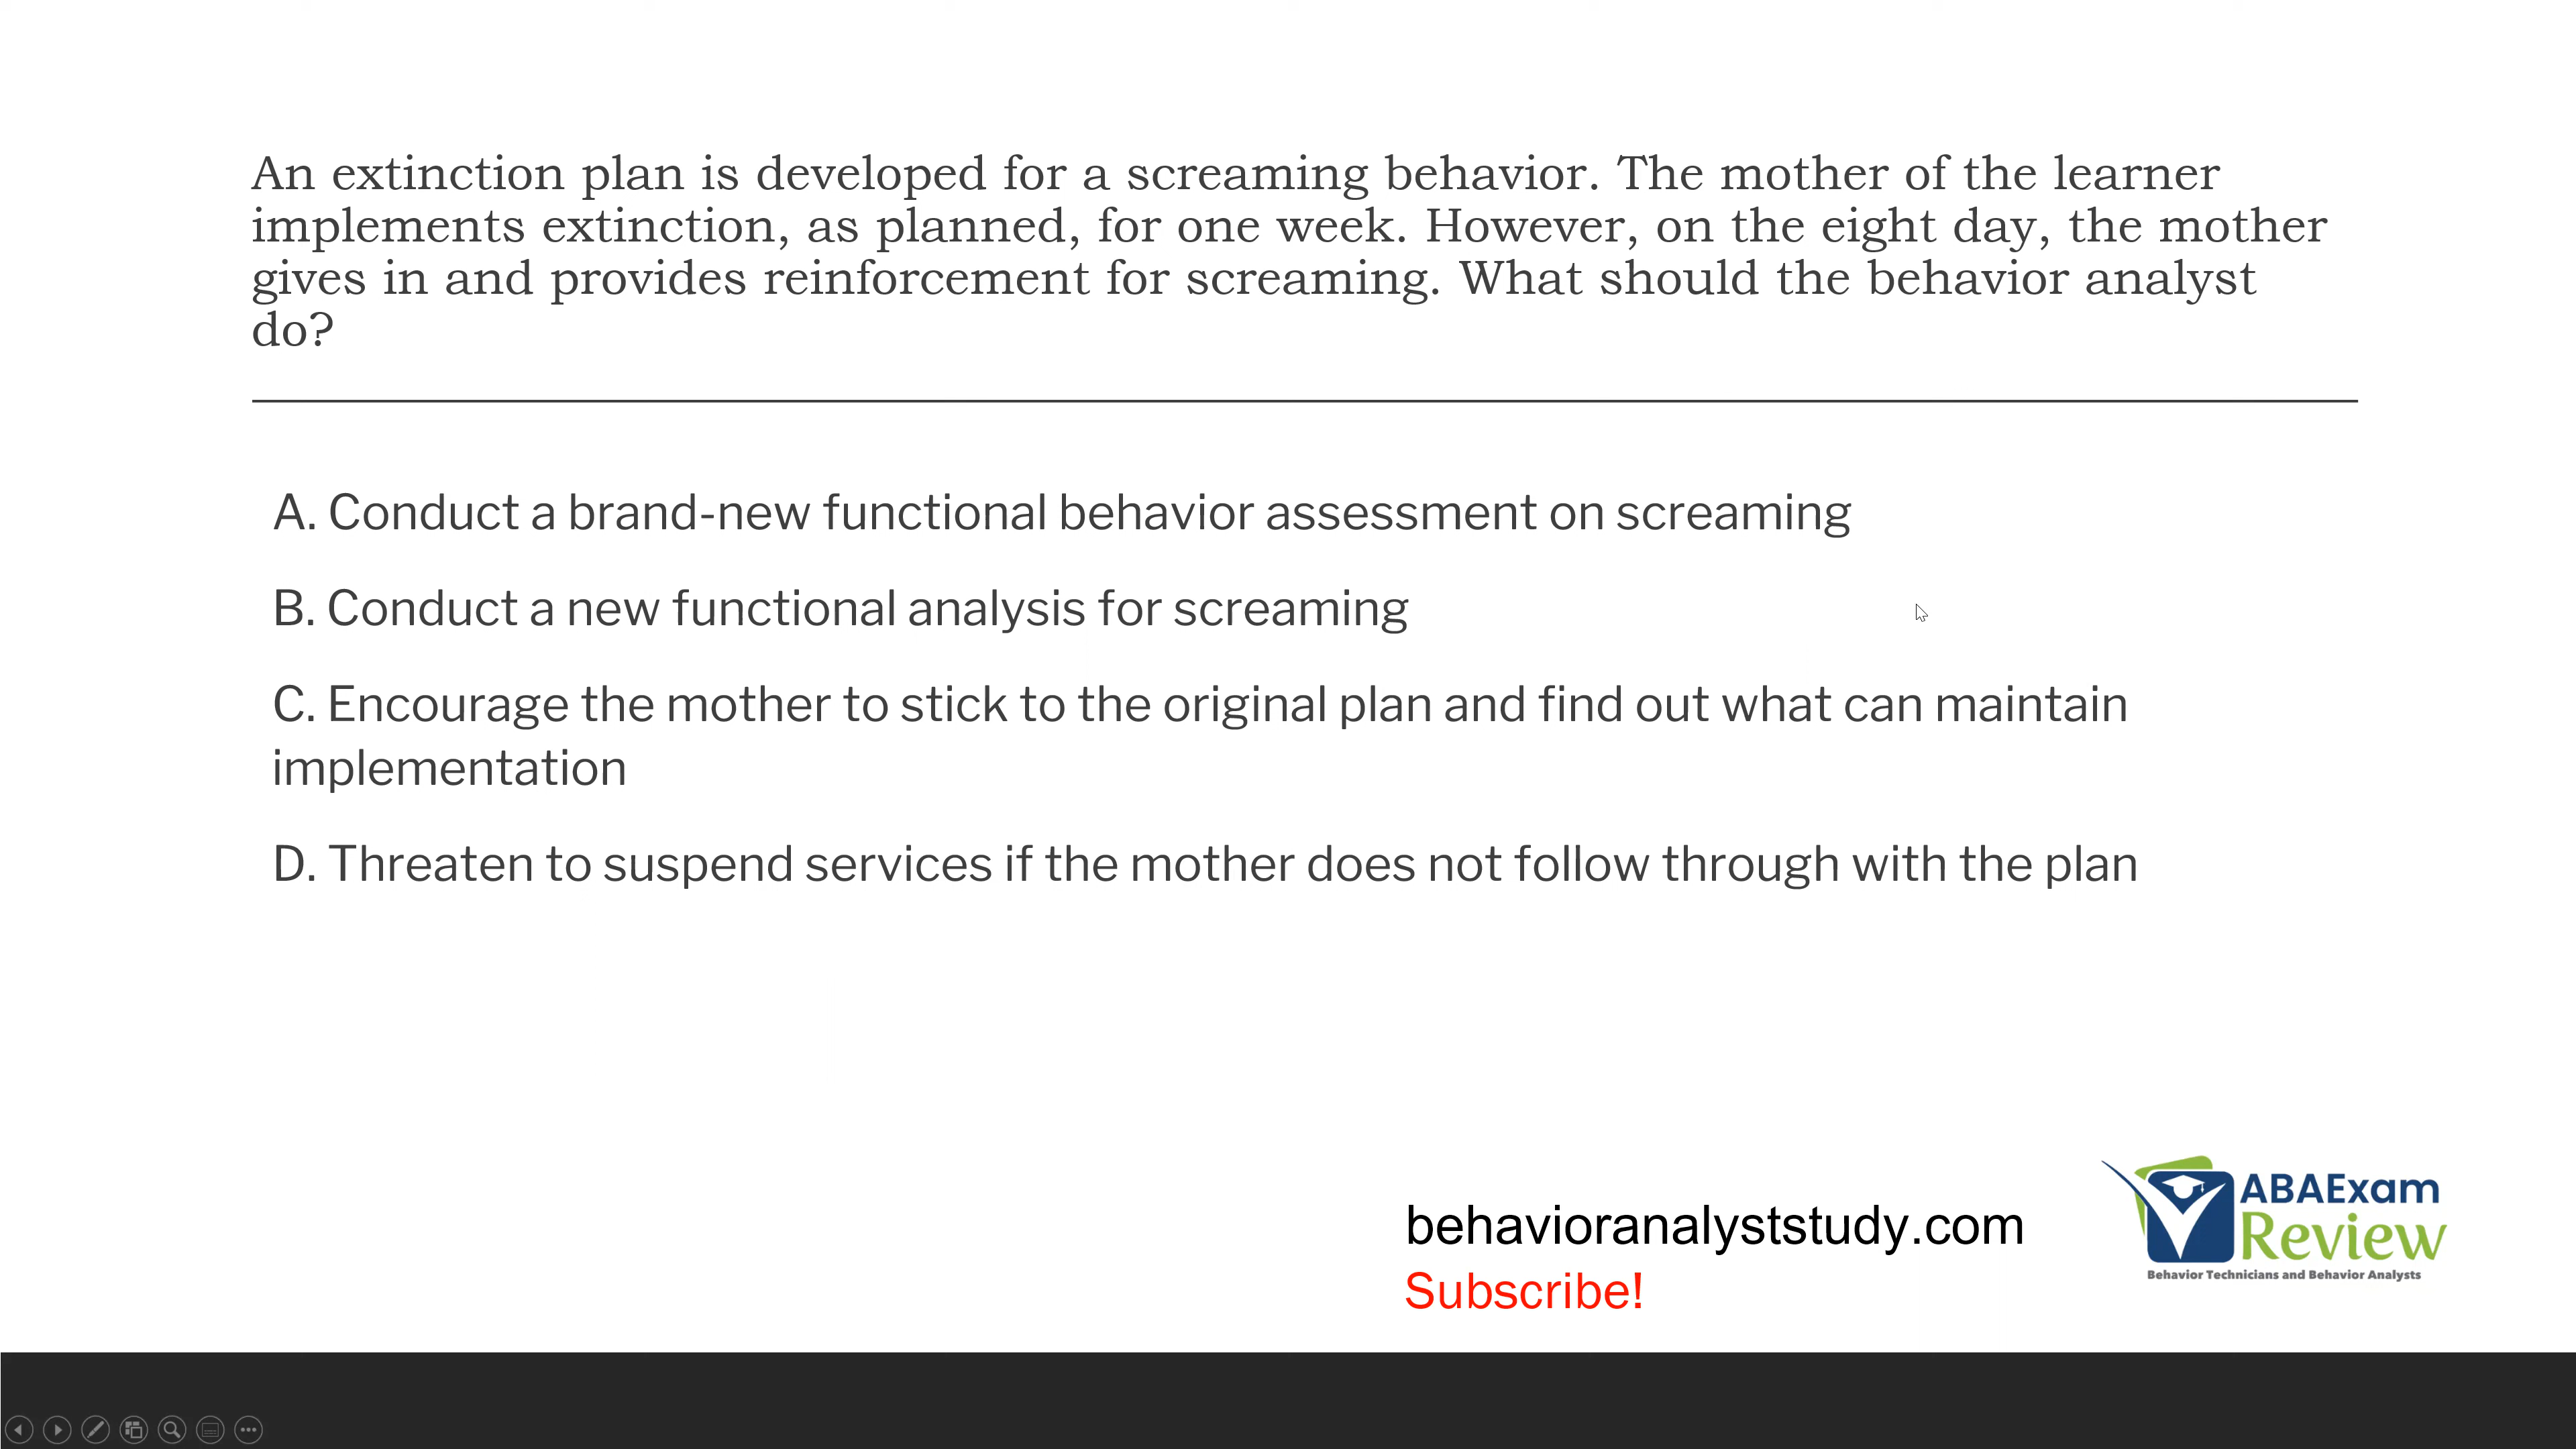 An extinction plan is developed for a screaming behavior. The mother of the learner
implements extinction, as planned, for one week. However, on the eight day, the mother
gives in and provides reinforcement for screaming. What should the behavior analyst
do?
A. Conduct a brand-new functional behavior assessment on screaming
B. Conduct a new functional analysis for screaming
C. Encourage the mother to stick to the original plan and find out what can maintain
implementation
D. Threaten to suspend services if the mother does not follow through with the plan
behavioranalyststudy.com
Subscribe!
ABAExam
Review
Behavior Technicians and Behavior Analysts